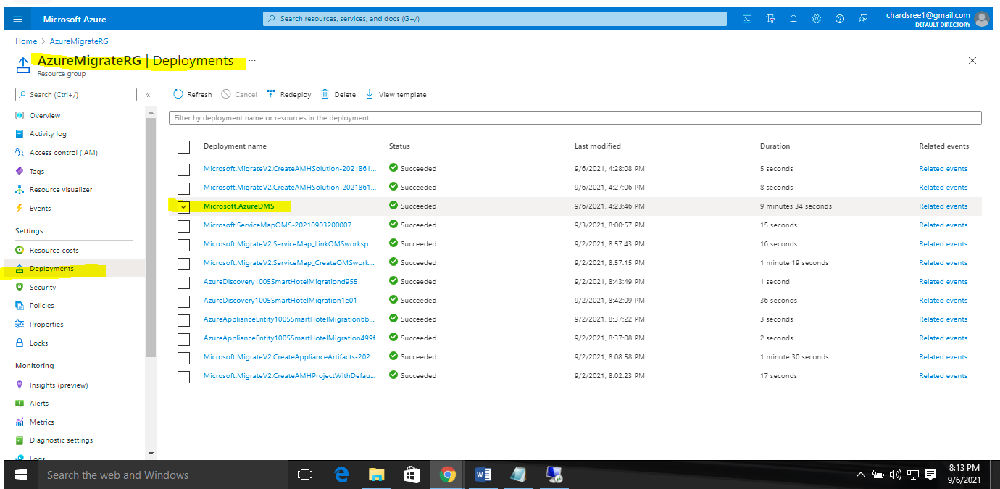 Microsoft Azure
Search resources, services, and docs (G+/)
chardsree1@gmail.com
DEFAULT DIRECTORY
Home > AzureMigrateRG
AzureMigrateRG | Deployments ...
Resource group
Search (Ctrl+/) «
Refresh Cancel Redeploy Delete View template
Filter by deployment name or resources in the deployment...
Overview
Activity log
Access control (IAM)
Tags
Resource visualizer
Events
Settings
Resource costs
Deployments
Security
Policies
Properties
Locks
Monitoring
Insights (preview)
Alerts
Metrics
Diagnostic settings
Logs
Deployment name Status Last modified Duration Related events
Microsoft.MigrateV2.CreateAMHSolution-2021861... Succeeded 9/6/2021, 4:28:08 PM 5 seconds Related events
Microsoft.MigrateV2.CreateAMHSolution-2021861... Succeeded 9/6/2021, 4:27:06 PM 8 seconds Related events
Microsoft.AzureDMS Succeeded 9/6/2021, 4:23:46 PM 9 minutes 34 seconds Related events
Microsoft.ServiceMapOMS-20210903200007 Succeeded 9/3/2021, 8:00:57 PM 15 seconds Related events
Microsoft.MigrateV2.ServiceMap_LinkOMSworksp... Succeeded 9/2/2021, 8:57:43 PM 16 seconds Related events
Microsoft.MigrateV2.ServiceMap_CreateOMSwork... Succeeded 9/2/2021, 8:57:15 PM 1 minute 19 seconds Related events
AzureDiscovery1005SmartHotelMigrationd955 Succeeded 9/2/2021, 8:43:49 PM 1 second Related events
AzureDiscovery1005SmartHotelMigration1e01 Succeeded 9/2/2021, 8:42:09 PM 36 seconds Related events
AzureApplianceEntity1005SmartHotelMigration6b... Succeeded 9/2/2021, 8:37:22 PM 3 seconds Related events
AzureApplianceEntity1005SmartHotelMigration499f Succeeded 9/2/2021, 8:37:08 PM 2 seconds Related events
Microsoft.MigrateV2.CreateApplianceArtifacts-202... Succeeded 9/2/2021, 8:08:58 PM 1 minute 30 seconds Related events
Microsoft.MigrateV2.CreateAMHProjectWithDefau... Succeeded 9/2/2021, 8:02:23 PM 17 seconds Related events
Search the web and Windows
8:13 PM
9/6/2021